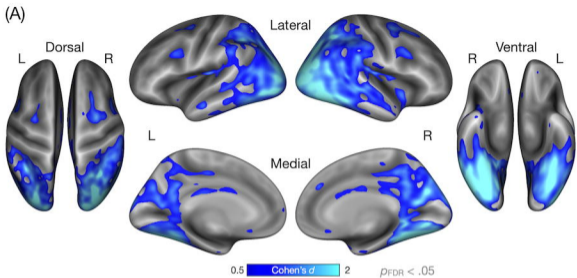 (A)
Dorsal
L R
Lateral
Ventral
R L
L R
Medial
0.5 Cohen's d 2
pFDR < .05